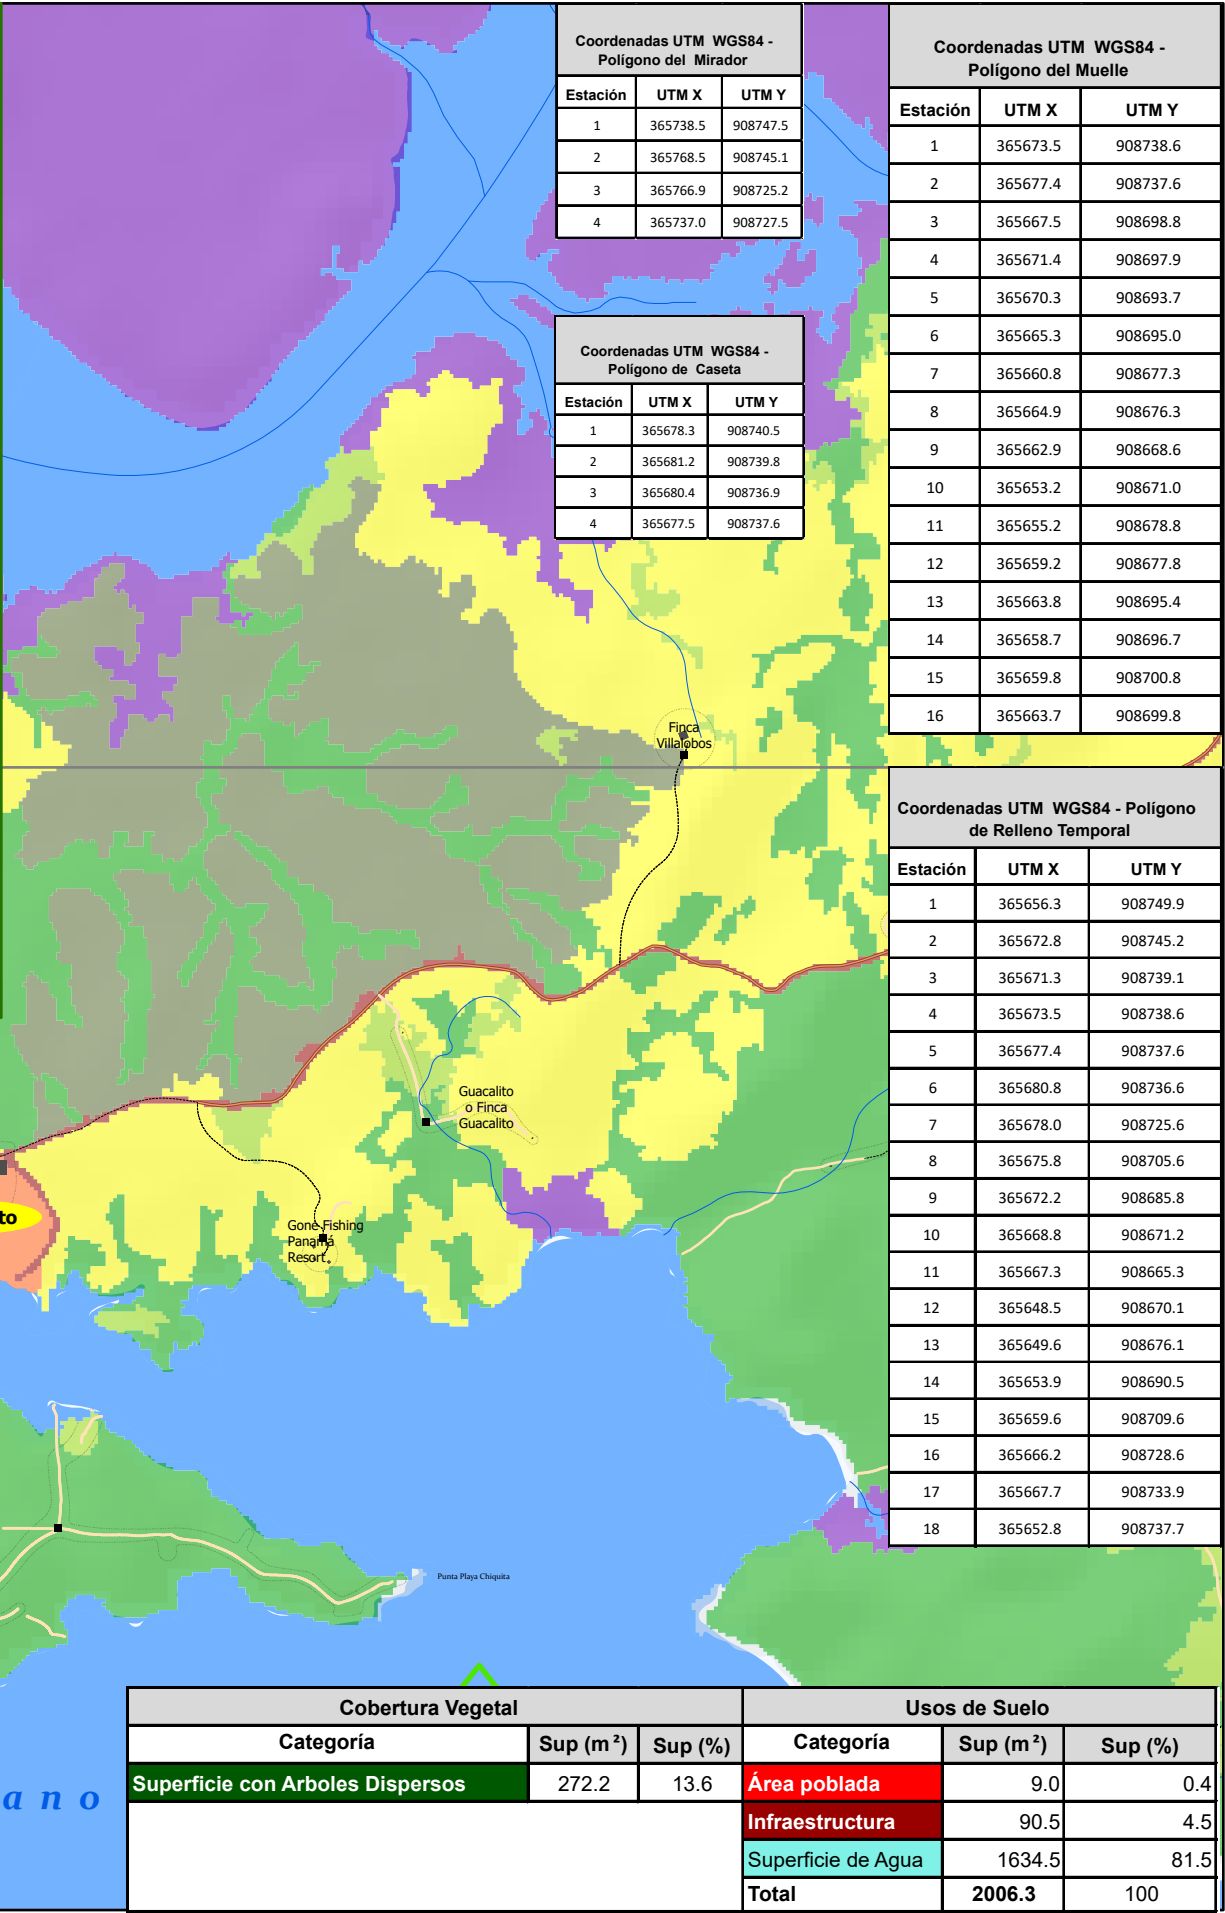 Coordenadas UTM WGS84 -
Polígono del Mirador
Estación UTM X UTM Y
1 365738.5 908747.5
2 365768.5 908745.1
3 365766.9 908725.2
4 365737.0 908727.5
Coordenadas UTM WGS84 -
Polígono del Muelle
Estación UTM X UTM Y
1 365673.5 908738.6
2 365677.4 908737.6
3 365667.5 908698.8
4 365671.4 908697.9
5 365670.3 908693.7
6 365665.3 908695.0
7 365660.8 908677.3
8 365664.9 908676.3
9 365662.9 908668.6
10 365653.2 908671.0
11 365655.2 908678.8
12 365659.2 908677.8
13 365663.8 908695.4
14 365658.7 908696.7
15 365659.8 908700.8
16 365663.7 908699.8
Coordenadas UTM WGS84 -
Polígono de Caseta
Estación UTM X UTM Y
1 365678.3 908740.5
2 365681.2 908739.8
3 365680.4 908736.9
4 365677.5 908737.6
Finca
Villalobos
Coordenadas UTM WGS84 - Polígono
de Relleno Temporal
Estación UTM X UTM Y
1 365656.3 908749.9
2 365672.8 908745.2
3 365671.3 908739.1
4 365673.5 908738.6
5 365677.4 908737.6
6 365680.8 908736.6
7 365678.0 908725.6
8 365675.8 908705.6
9 365672.2 908685.8
10 365668.8 908671.2
11 365667.3 908665.3
12 365648.5 908670.1
13 365649.6 908676.1
14 365653.9 908690.5
15 365659.6 908709.6
16 365666.2 908728.6
17 365667.7 908733.9
18 365652.8 908737.7
Guacalito
o Finca
Guacalito
to
Gone Fishing
Panamá
Resort
Punta Playa Chiquita
ano
Cobertura Vegetal Usos de Suelo
Categoría Sup (m²) Sup (%) Categoría Sup (m²) Sup (%)
Superficie con Arboles Dispersos 272.2 13.6 Área poblada 9.0 0.4
Infraestructura 90.5 4.5
Superficie de Agua 1634.5 81.5
Total 2006.3 100